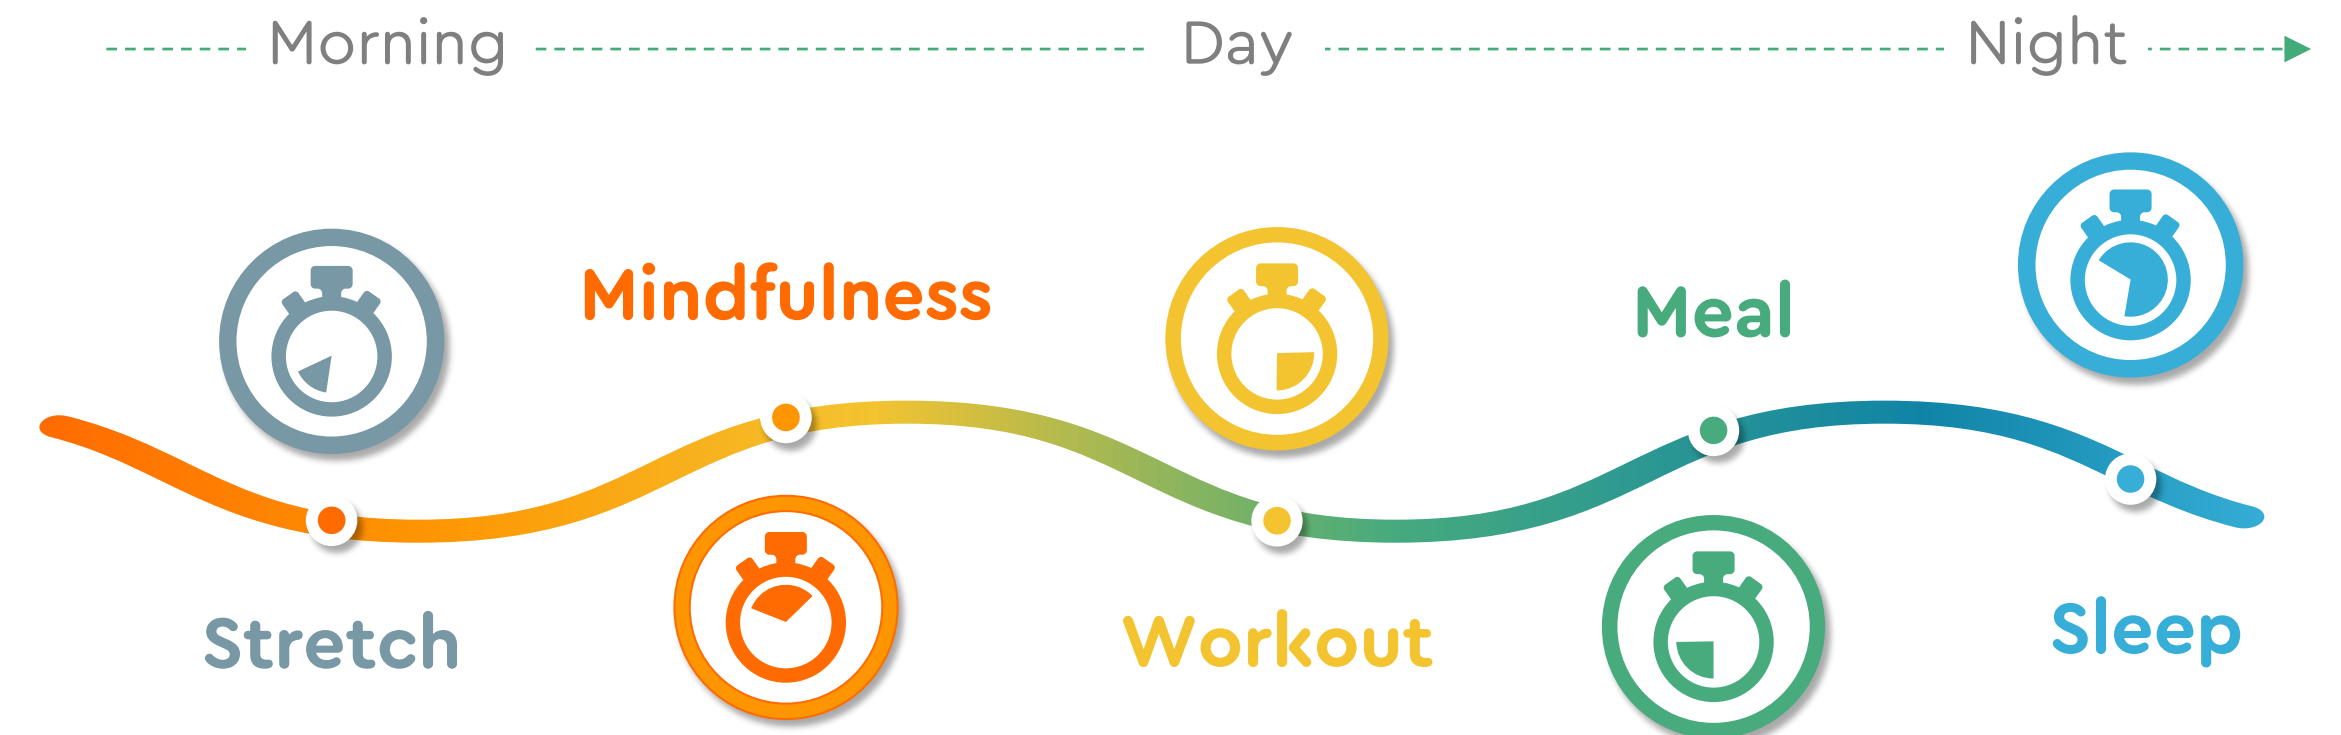 Morning Day Night
Mindfulness
Meal
Stretch
Workout
Sleep